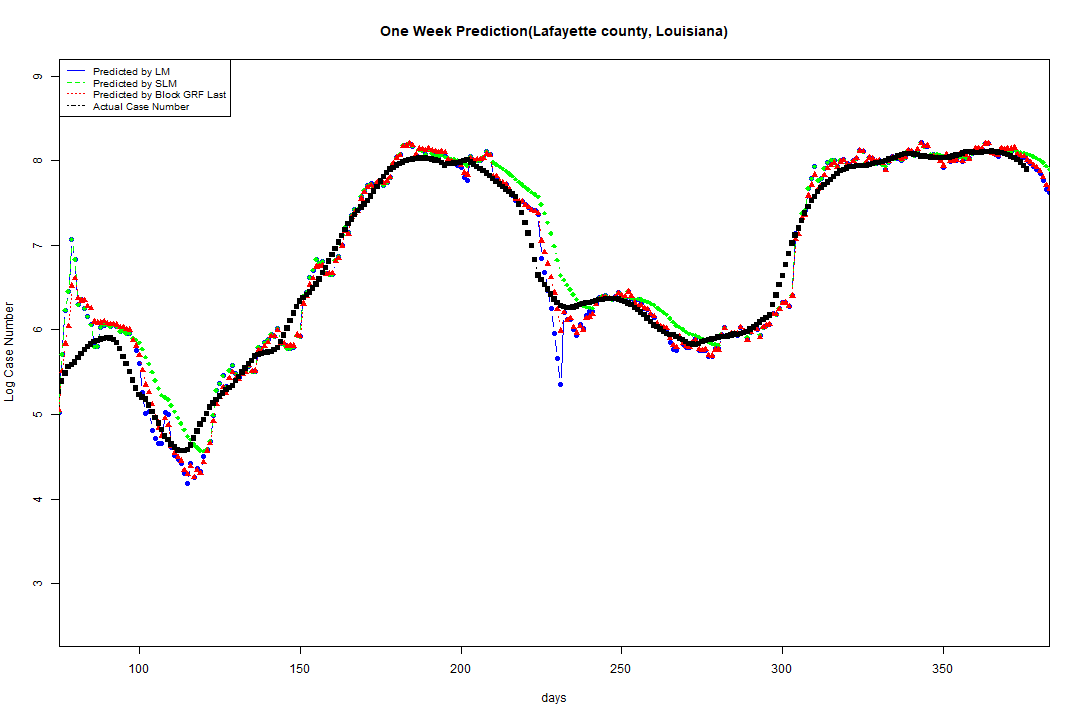 One Week Prediction(Lafayette county, Louisiana)
Predicted by LM
Predicted by SLM
Predicted by Block GRF Last
Actual Case Number
9
8
7
6
5
4
3
Log Case Number
100 150 200 250 300 350
days